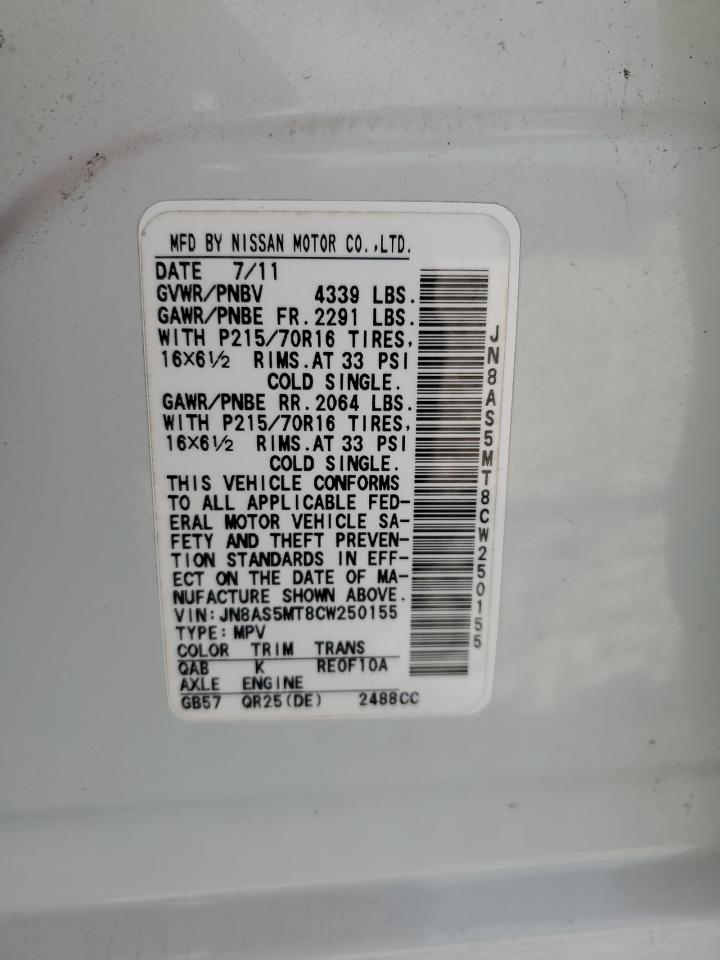 MFD BY NISSAN MOTOR CO.,LTD.
DATE 7/11
GVWR/PNBV 4339 LBS.
GAWR/PNBE FR.2291 LBS.
WITH P215/70R16 TIRES,
16×6½ RIMS.AT 33 PSI
COLD SINGLE.
GAWR/PNBE RR.2064 LBS.
WITH P215/70R16 TIRES,
16×6½ RIMS.AT 33 PSI
COLD SINGLE.
THIS VEHICLE CONFORMS
TO ALL APPLICABLE FED-
ERAL MOTOR VEHICLE SA-
FETY AND THEFT PREVEN-
TION STANDARDS IN EFF-
ECT ON THE DATE OF MA-
NUFACTURE SHOWN ABOVE.
VIN:JN8AS5MT8CW250155
TYPE:MPV
COLOR TRIM TRANS
QAB K RE0F10A
AXLE ENGINE
GB57 QR25(DE) 2488CC
JN8AS5MT8CW250155